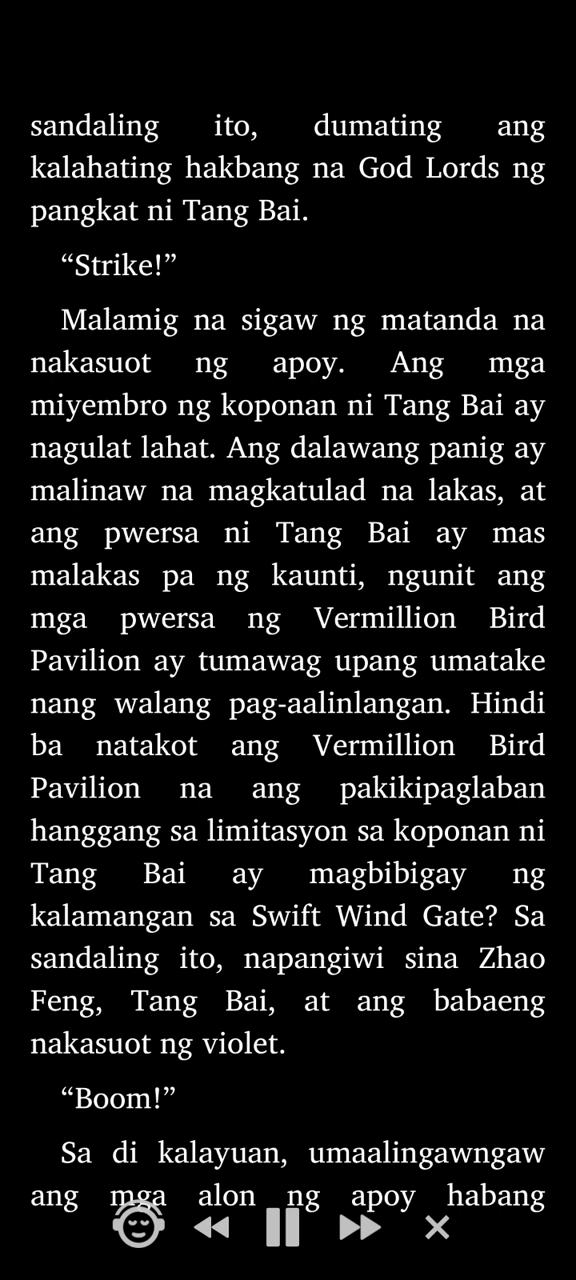 sandaling ito, dumating ang
kalahating hakbang na God Lords ng
pangkat ni Tang Bai.
“Strike!”
Malamig na sigaw ng matanda na
nakasuot ng apoy. Ang mga
miyembro ng koponan ni Tang Bai ay
nagulat lahat. Ang dalawang panig ay
malinaw na magkatulad na lakas, at
ang pwersa ni Tang Bai ay mas
malakas pa ng kaunti, ngunit ang
mga pwersa ng Vermillion Bird
Pavilion ay tumawag upang umatake
nang walang pag-aalinlangan. Hindi
ba natakot ang Vermillion Bird
Pavilion na ang pakikipaglaban
hanggang sa limitasyon sa koponan ni
Tang Bai ay magbibigay ng
kalamangan sa Swift Wind Gate? Sa
sandaling ito, napangiwi sina Zhao
Feng, Tang Bai, at ang babaeng
nakasuot ng violet.
“Boom!”
Sa di kalayuan, umaalingawngaw
ang mga alon ng apoy habang